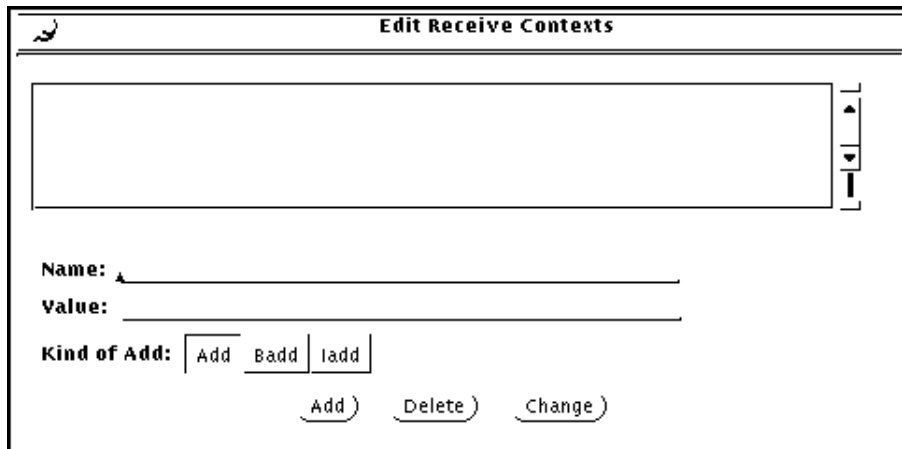 Edit Receive Contexts
Name:
Value:
Kind of Add: Add Badd Iadd
Add Delete Change